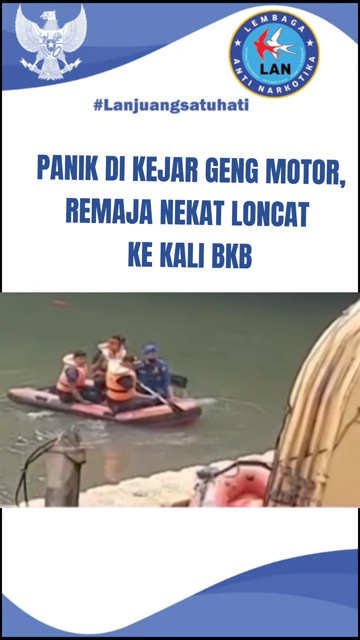 LEMBAGA
LAN
ANTI NARKOTIKA
#Lanjuangsatuhati
PANIK DI KEJAR GENG MOTOR,
REMAJA NEKAT LONCAT
KE KALI BKB